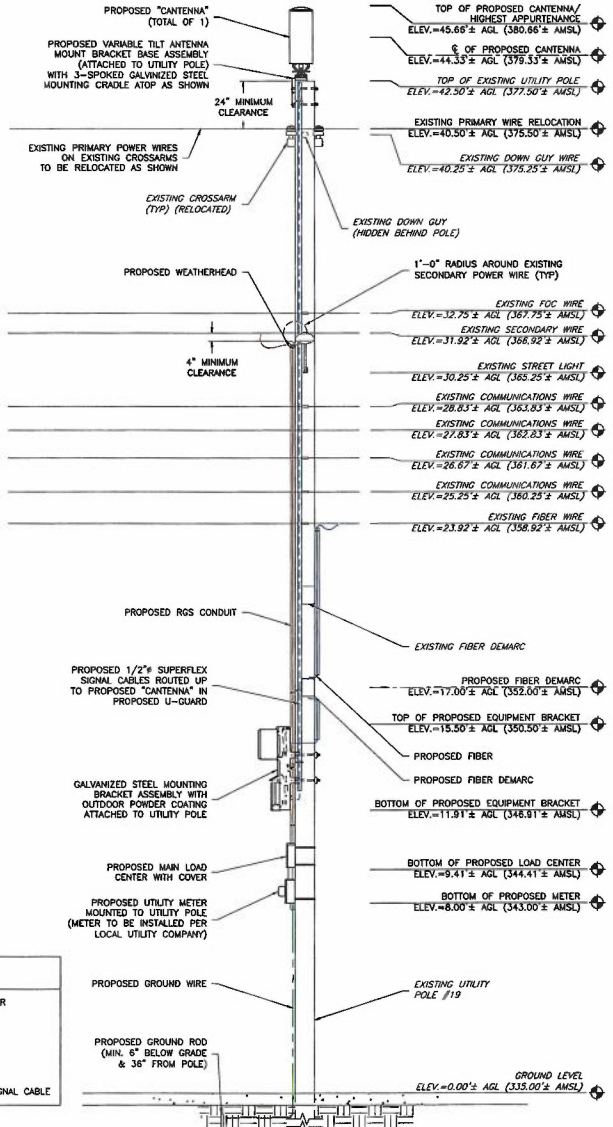 PROPOSED "CANTENNA"
(TOTAL OF 1)
PROPOSED VARIABLE TILT ANTENNA
MOUNT BRACKET BASE ASSEMBLY
(ATTACHED TO UTILITY POLE)
WITH 3-SPOKED GALVANIZED STEEL
MOUNTING CRADLE ATOP AS SHOWN
24" MINIMUM
CLEARANCE
EXISTING PRIMARY POWER WIRES
ON EXISTING CROSSARMS
TO BE RELOCATED AS SHOWN
EXISTING CROSSARM
(TYP) (RELOCATED)
EXISTING DOWN GUY
(HIDDEN BEHIND POLE)
PROPOSED WEATHERHEAD
1'-0" RADIUS AROUND EXISTING
SECONDARY POWER WIRE (TYP)
4" MINIMUM
CLEARANCE
TOP OF PROPOSED CANTENNA/
HIGHEST APPURTENANCE
ELEV.=45.66'± AGL (380.66'± AMSL)
℄ OF PROPOSED CANTENNA
ELEV.=44.33'± AGL (379.33'± AMSL)
TOP OF EXISTING UTILITY POLE
ELEV.=42.50'± AGL (377.50'± AMSL)
EXISTING PRIMARY WIRE RELOCATION
ELEV.=40.50'± AGL (375.50'± AMSL)
EXISTING DOWN GUY WIRE
ELEV.=40.25'± AGL (375.25'± AMSL)
EXISTING FOC WIRE
ELEV.=32.75'± AGL (367.75'± AMSL)
EXISTING SECONDARY WIRE
ELEV.=31.92'± AGL (366.92'± AMSL)
EXISTING STREET LIGHT
ELEV.=30.25'± AGL (365.25'± AMSL)
EXISTING COMMUNICATIONS WIRE
ELEV.=28.83'± AGL (363.83'± AMSL)
EXISTING COMMUNICATIONS WIRE
ELEV.=27.83'± AGL (362.83'± AMSL)
EXISTING COMMUNICATIONS WIRE
ELEV.=26.67'± AGL (361.67'± AMSL)
EXISTING COMMUNICATIONS WIRE
ELEV.=25.25'± AGL (360.25'± AMSL)
EXISTING FIBER WIRE
ELEV.=23.92'± AGL (358.92'± AMSL)
PROPOSED RGS CONDUIT
EXISTING FIBER DEMARC
PROPOSED 1/2"ø SUPERFLEX
SIGNAL CABLES ROUTED UP
TO PROPOSED "CANTENNA" IN
PROPOSED U-GUARD
PROPOSED FIBER DEMARC
ELEV.=17.00'± AGL (352.00'± AMSL)
TOP OF PROPOSED EQUIPMENT BRACKET
ELEV.=15.50'± AGL (350.50'± AMSL)
PROPOSED FIBER
PROPOSED FIBER DEMARC
GALVANIZED STEEL MOUNTING
BRACKET ASSEMBLY WITH
OUTDOOR POWDER COATING
ATTACHED TO UTILITY POLE
BOTTOM OF PROPOSED EQUIPMENT BRACKET
ELEV.=11.91'± AGL (346.91'± AMSL)
PROPOSED MAIN LOAD
CENTER WITH COVER
BOTTOM OF PROPOSED LOAD CENTER
ELEV.=9.41'± AGL (344.41'± AMSL)
PROPOSED UTILITY METER
MOUNTED TO UTILITY POLE
(METER TO BE INSTALLED PER
LOCAL UTILITY COMPANY)
BOTTOM OF PROPOSED METER
ELEV.=8.00'± AGL (343.00'± AMSL)
PROPOSED GROUND WIRE
EXISTING UTILITY
POLE #19
PROPOSED GROUND ROD
(MIN. 6" BELOW GRADE
& 36" FROM POLE)
GROUND LEVEL
ELEV.=0.00'± AGL (335.00'± AMSL)